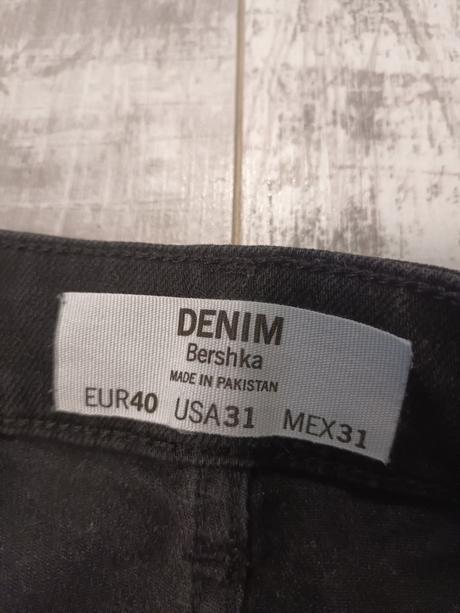 DENIM
Bershka
MADE IN PAKISTAN
EUR40 USA31 MEX31